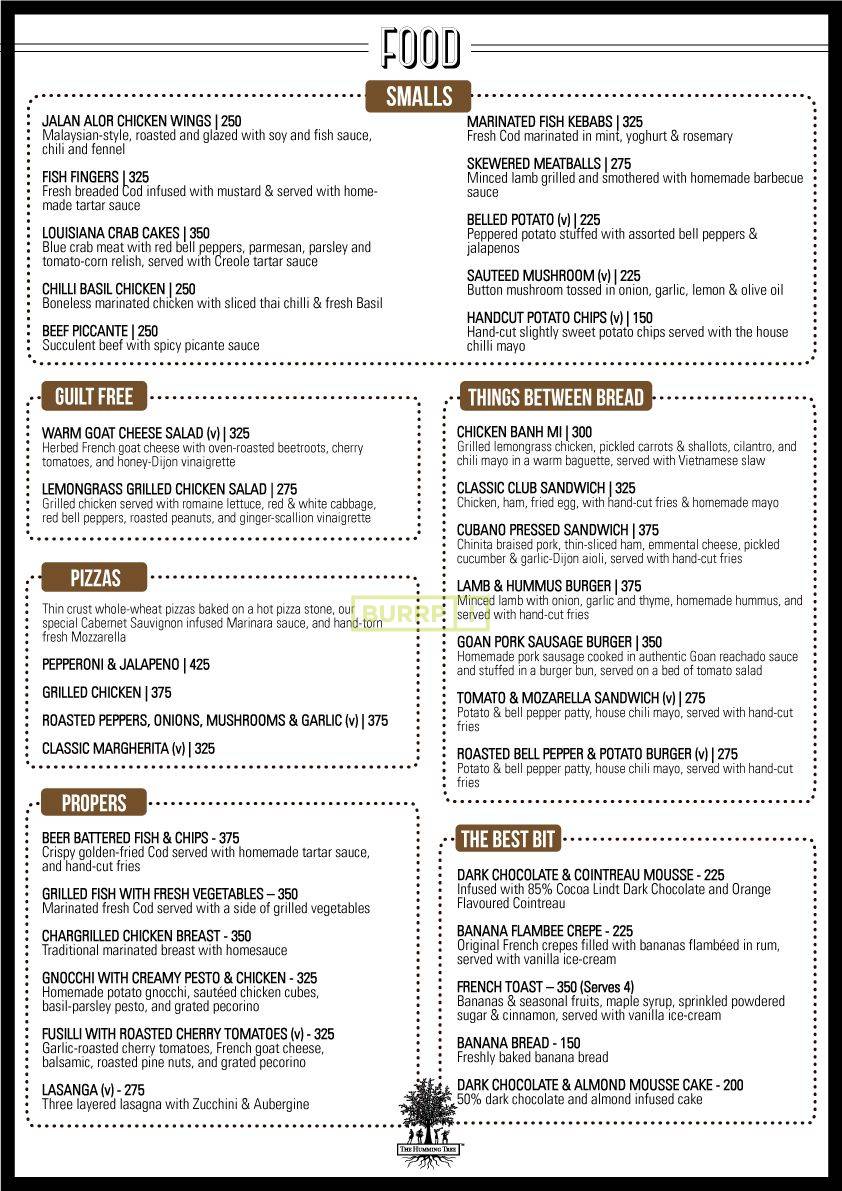 FOOD
SMALLS
JALAN ALOR CHICKEN WINGS | 250
Malaysian-style, roasted and glazed with soy and fish sauce,
chili and fennel
FISH FINGERS | 325
Fresh breaded Cod infused with mustard & served with home-
made tartar sauce
LOUISIANA CRAB CAKES | 350
Blue crab meat with red bell peppers, parmesan, parsley and
tomato-corn relish, served with Creole tartar sauce
CHILLI BASIL CHICKEN | 250
Boneless marinated chicken with sliced thai chilli & fresh Basil
BEEF PICCANTE | 250
Succulent beef with spicy picante sauce
MARINATED FISH KEBABS | 325
Fresh Cod marinated in mint, yoghurt & rosemary
SKEWERED MEATBALLS | 275
Minced lamb grilled and smothered with homemade barbecue
sauce
BELLED POTATO (v) | 225
Peppered potato stuffed with assorted bell peppers &
jalapenos
SAUTEED MUSHROOM (v) | 225
Button mushroom tossed in onion, garlic, lemon & olive oil
HANDCUT POTATO CHIPS (v) | 150
Hand-cut slightly sweet potato chips served with the house
chilli mayo
GUILT FREE
WARM GOAT CHEESE SALAD (v) | 325
Herbed French goat cheese with oven-roasted beetroots, cherry
tomatoes, and honey-Dijon vinaigrette
LEMONGRASS GRILLED CHICKEN SALAD | 275
Grilled chicken served with romaine lettuce, red & white cabbage,
red bell peppers, roasted peanuts, and ginger-scallion vinaigrette
PIZZAS
Thin crust whole-wheat pizzas baked on a hot pizza stone, our
special Cabernet Sauvignon infused Marinara sauce, and hand-torn
fresh Mozzarella
PEPPERONI & JALAPENO | 425
GRILLED CHICKEN | 375
ROASTED PEPPERS, ONIONS, MUSHROOMS & GARLIC (v) | 375
CLASSIC MARGHERITA (v) | 325
PROPERS
BEER BATTERED FISH & CHIPS - 375
Crispy golden-fried Cod served with homemade tartar sauce,
and hand-cut fries
GRILLED FISH WITH FRESH VEGETABLES – 350
Marinated fresh Cod served with a side of grilled vegetables
CHARGRILLED CHICKEN BREAST - 350
Traditional marinated breast with homesauce
GNOCCHI WITH CREAMY PESTO & CHICKEN - 325
Homemade potato gnocchi, sautéed chicken cubes,
basil-parsley pesto, and grated pecorino
FUSILLI WITH ROASTED CHERRY TOMATOES (v) - 325
Garlic-roasted cherry tomatoes, French goat cheese,
balsamic, roasted pine nuts, and grated pecorino
LASANGA (v) - 275
Three layered lasagna with Zucchini & Aubergine
THINGS BETWEEN BREAD
CHICKEN BANH MI | 300
Grilled lemongrass chicken, pickled carrots & shallots, cilantro, and
chili mayo in a warm baguette, served with Vietnamese slaw
CLASSIC CLUB SANDWICH | 325
Chicken, ham, fried egg, with hand-cut fries & homemade mayo
CUBANO PRESSED SANDWICH | 375
Chinita braised pork, thin-sliced ham, emmental cheese, pickled
cucumber & garlic-Dijon aioli, served with hand-cut fries
LAMB & HUMMUS BURGER | 375
Minced lamb with onion, garlic and thyme, homemade hummus, and
served with hand-cut fries
GOAN PORK SAUSAGE BURGER | 350
Homemade pork sausage cooked in authentic Goan reachado sauce
and stuffed in a burger bun, served on a bed of tomato salad
TOMATO & MOZARELLA SANDWICH (v) | 275
Potato & bell pepper patty, house chili mayo, served with hand-cut
fries
ROASTED BELL PEPPER & POTATO BURGER (v) | 275
Potato & bell pepper patty, house chili mayo, served with hand-cut
fries
THE BEST BIT
DARK CHOCOLATE & COINTREAU MOUSSE - 225
Infused with 85% Cocoa Lindt Dark Chocolate and Orange
Flavoured Cointreau
BANANA FLAMBEE CREPE - 225
Original French crepes filled with bananas flambéed in rum,
served with vanilla ice-cream
FRENCH TOAST – 350 (Serves 4)
Bananas & seasonal fruits, maple syrup, sprinkled powdered
sugar & cinnamon, served with vanilla ice-cream
BANANA BREAD - 150
Freshly baked banana bread
DARK CHOCOLATE & ALMOND MOUSSE CAKE - 200
50% dark chocolate and almond infused cake
BURRP!
THE HUMMING TREE